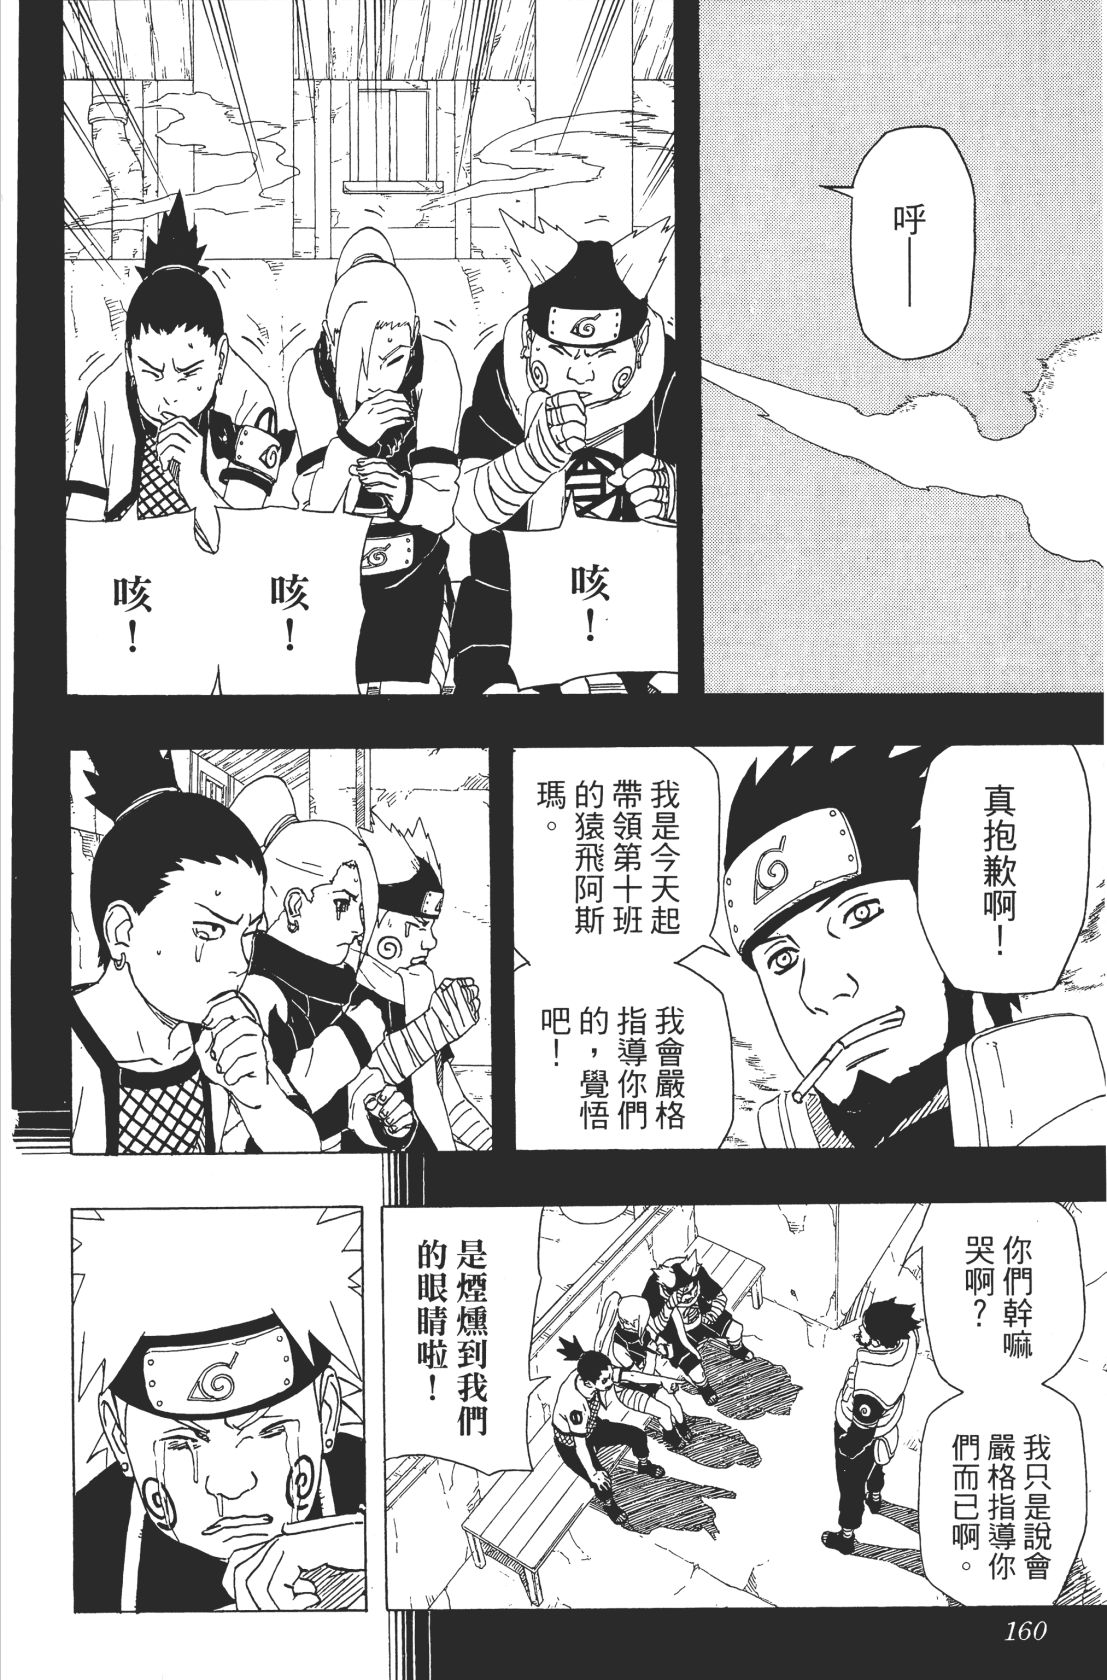 呼—
咳！
咳！
咳！
真抱歉啊！
我是今天起
帶領第十班
的猿飛阿斯
瑪。
我會嚴格
指導你們
的，覺悟
吧！
你們幹嘛
哭啊？
我只是說會
嚴格指導你
們而已啊。
是煙燻到我們
的眼睛啦！
160